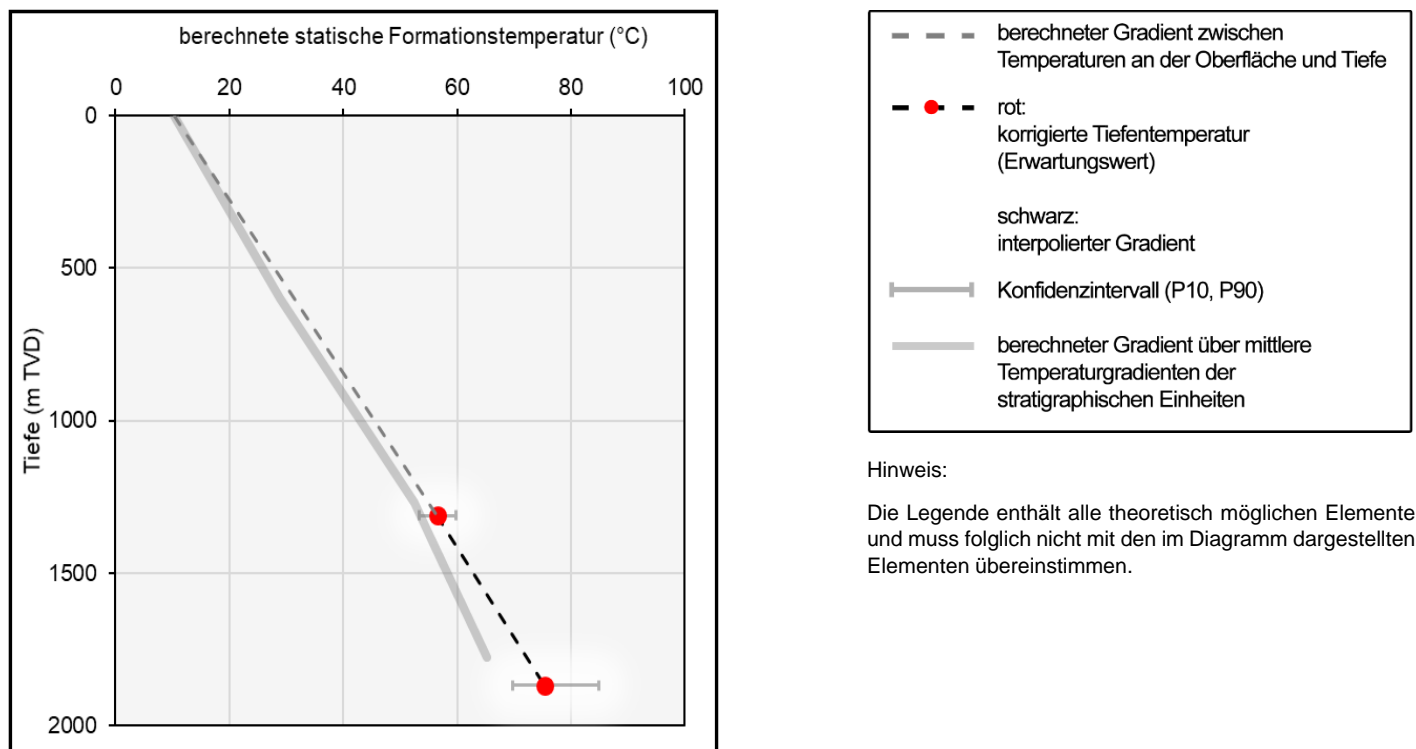 berechnete statische Formationstemperatur (°C)
0 20 40 60 80 100
0
500
1000
1500
2000
Tiefe (m TVD)
berechneter Gradient zwischen
Temperaturen an der Oberfläche und Tiefe
rot:
korrigierte Tiefentemperatur
(Erwartungswert)
schwarz:
interpolierter Gradient
Konfidenzintervall (P10, P90)
berechneter Gradient über mittlere
Temperaturgradienten der
stratigraphischen Einheiten
Hinweis:
Die Legende enthält alle theoretisch möglichen Elemente
und muss folglich nicht mit den im Diagramm dargestellten
Elementen übereinstimmen.